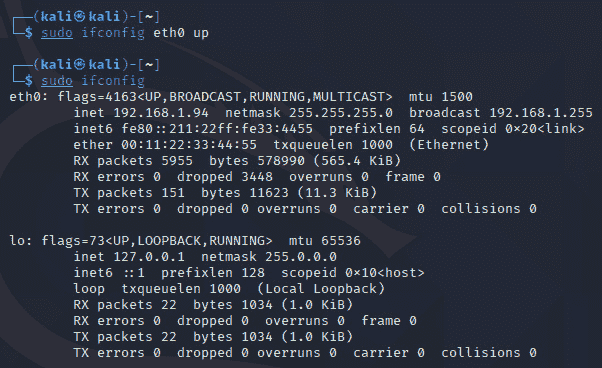 ┌──(kali㉿kali)-[~]
└─$ sudo ifconfig eth0 up
┌──(kali㉿kali)-[~]
└─$ sudo ifconfig
eth0: flags=4163<UP,BROADCAST,RUNNING,MULTICAST>  mtu 1500
        inet 192.168.1.94  netmask 255.255.255.0  broadcast 192.168.1.255
        inet6 fe80::211:22ff:fe33:4455  prefixlen 64  scopeid 0×20<link>
        ether 00:11:22:33:44:55  txqueuelen 1000  (Ethernet)
        RX packets 5955  bytes 578990 (565.4 KiB)
        RX errors 0  dropped 3448  overruns 0  frame 0
        TX packets 151  bytes 11623 (11.3 KiB)
        TX errors 0  dropped 0 overruns 0  carrier 0  collisions 0
lo: flags=73<UP,LOOPBACK,RUNNING>  mtu 65536
        inet 127.0.0.1  netmask 255.0.0.0
        inet6 ::1  prefixlen 128  scopeid 0×10<host>
        loop  txqueuelen 1000  (Local Loopback)
        RX packets 22  bytes 1034 (1.0 KiB)
        RX errors 0  dropped 0  overruns 0  frame 0
        TX packets 22  bytes 1034 (1.0 KiB)
        TX errors 0  dropped 0 overruns 0  carrier 0  collisions 0